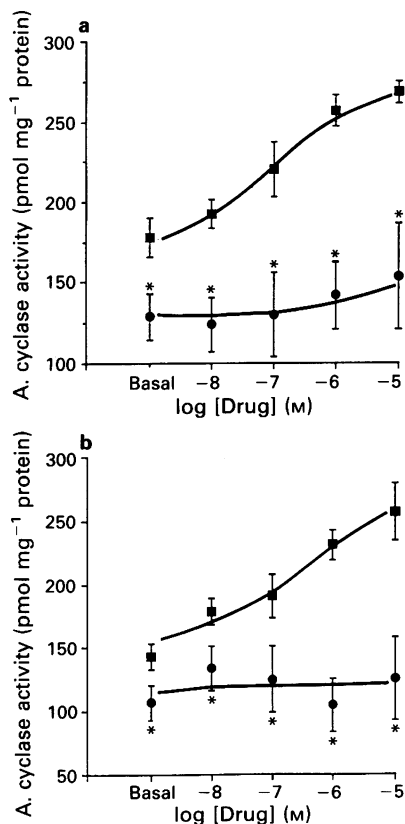 a
A. cyclase activity (pmol mg⁻¹ protein)
300
250
200
150
100
* * * * *
Basal −8 −7 −6 −5
log [Drug] (M)
b
A. cyclase activity (pmol mg⁻¹ protein)
300
250
200
150
100
50
* * * * *
Basal −8 −7 −6 −5
log [Drug] (M)